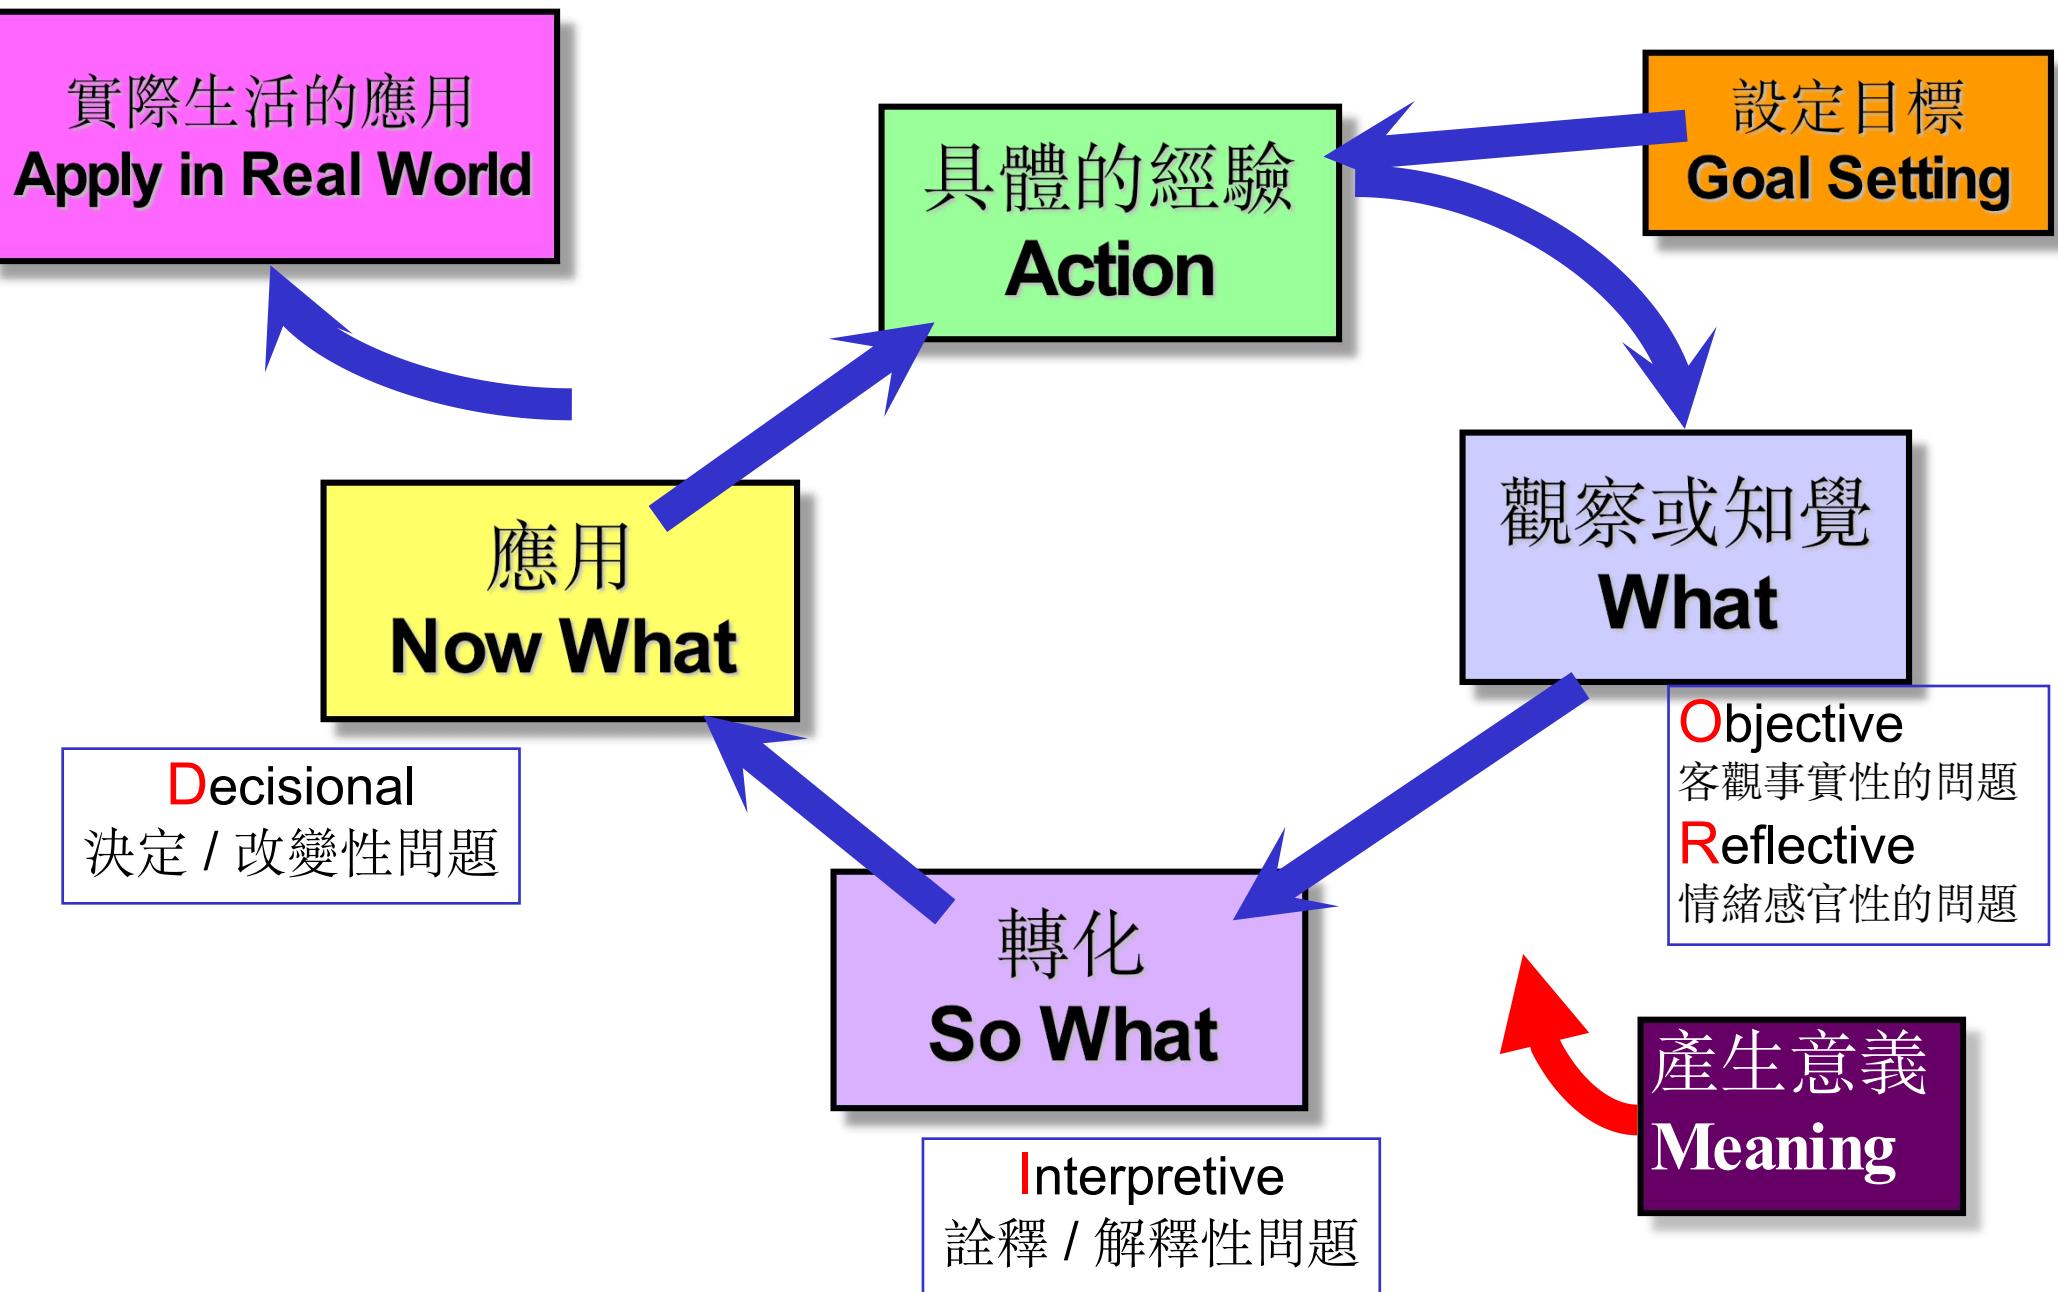 實際生活的應用
Apply in Real World
具體的經驗
Action
設定目標
Goal Setting
觀察或知覺
What
Objective
客觀事實性的問題
Reflective
情緒感官性的問題
應用
Now What
Decisional
決定 / 改變性問題
轉化
So What
Interpretive
詮釋 / 解釋性問題
產生意義
Meaning